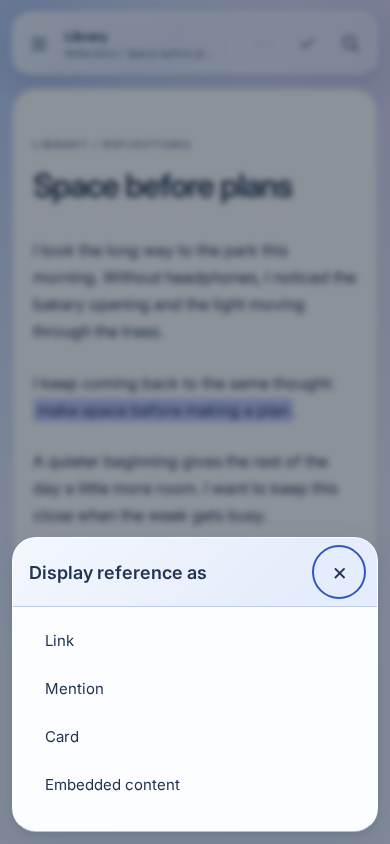 Library
LIBRARY / REFLECTIONS
Space before plans
I took the long way to the park this
morning. Without headphones, I noticed the
bakery opening and the light moving
through the trees.
I keep coming back to the same thought:
make space before making a plan.
A quieter beginning gives the rest of the
day a little more room. I want to keep this
close when the week gets busy.
Display reference as
Link
Mention
Card
Embedded content